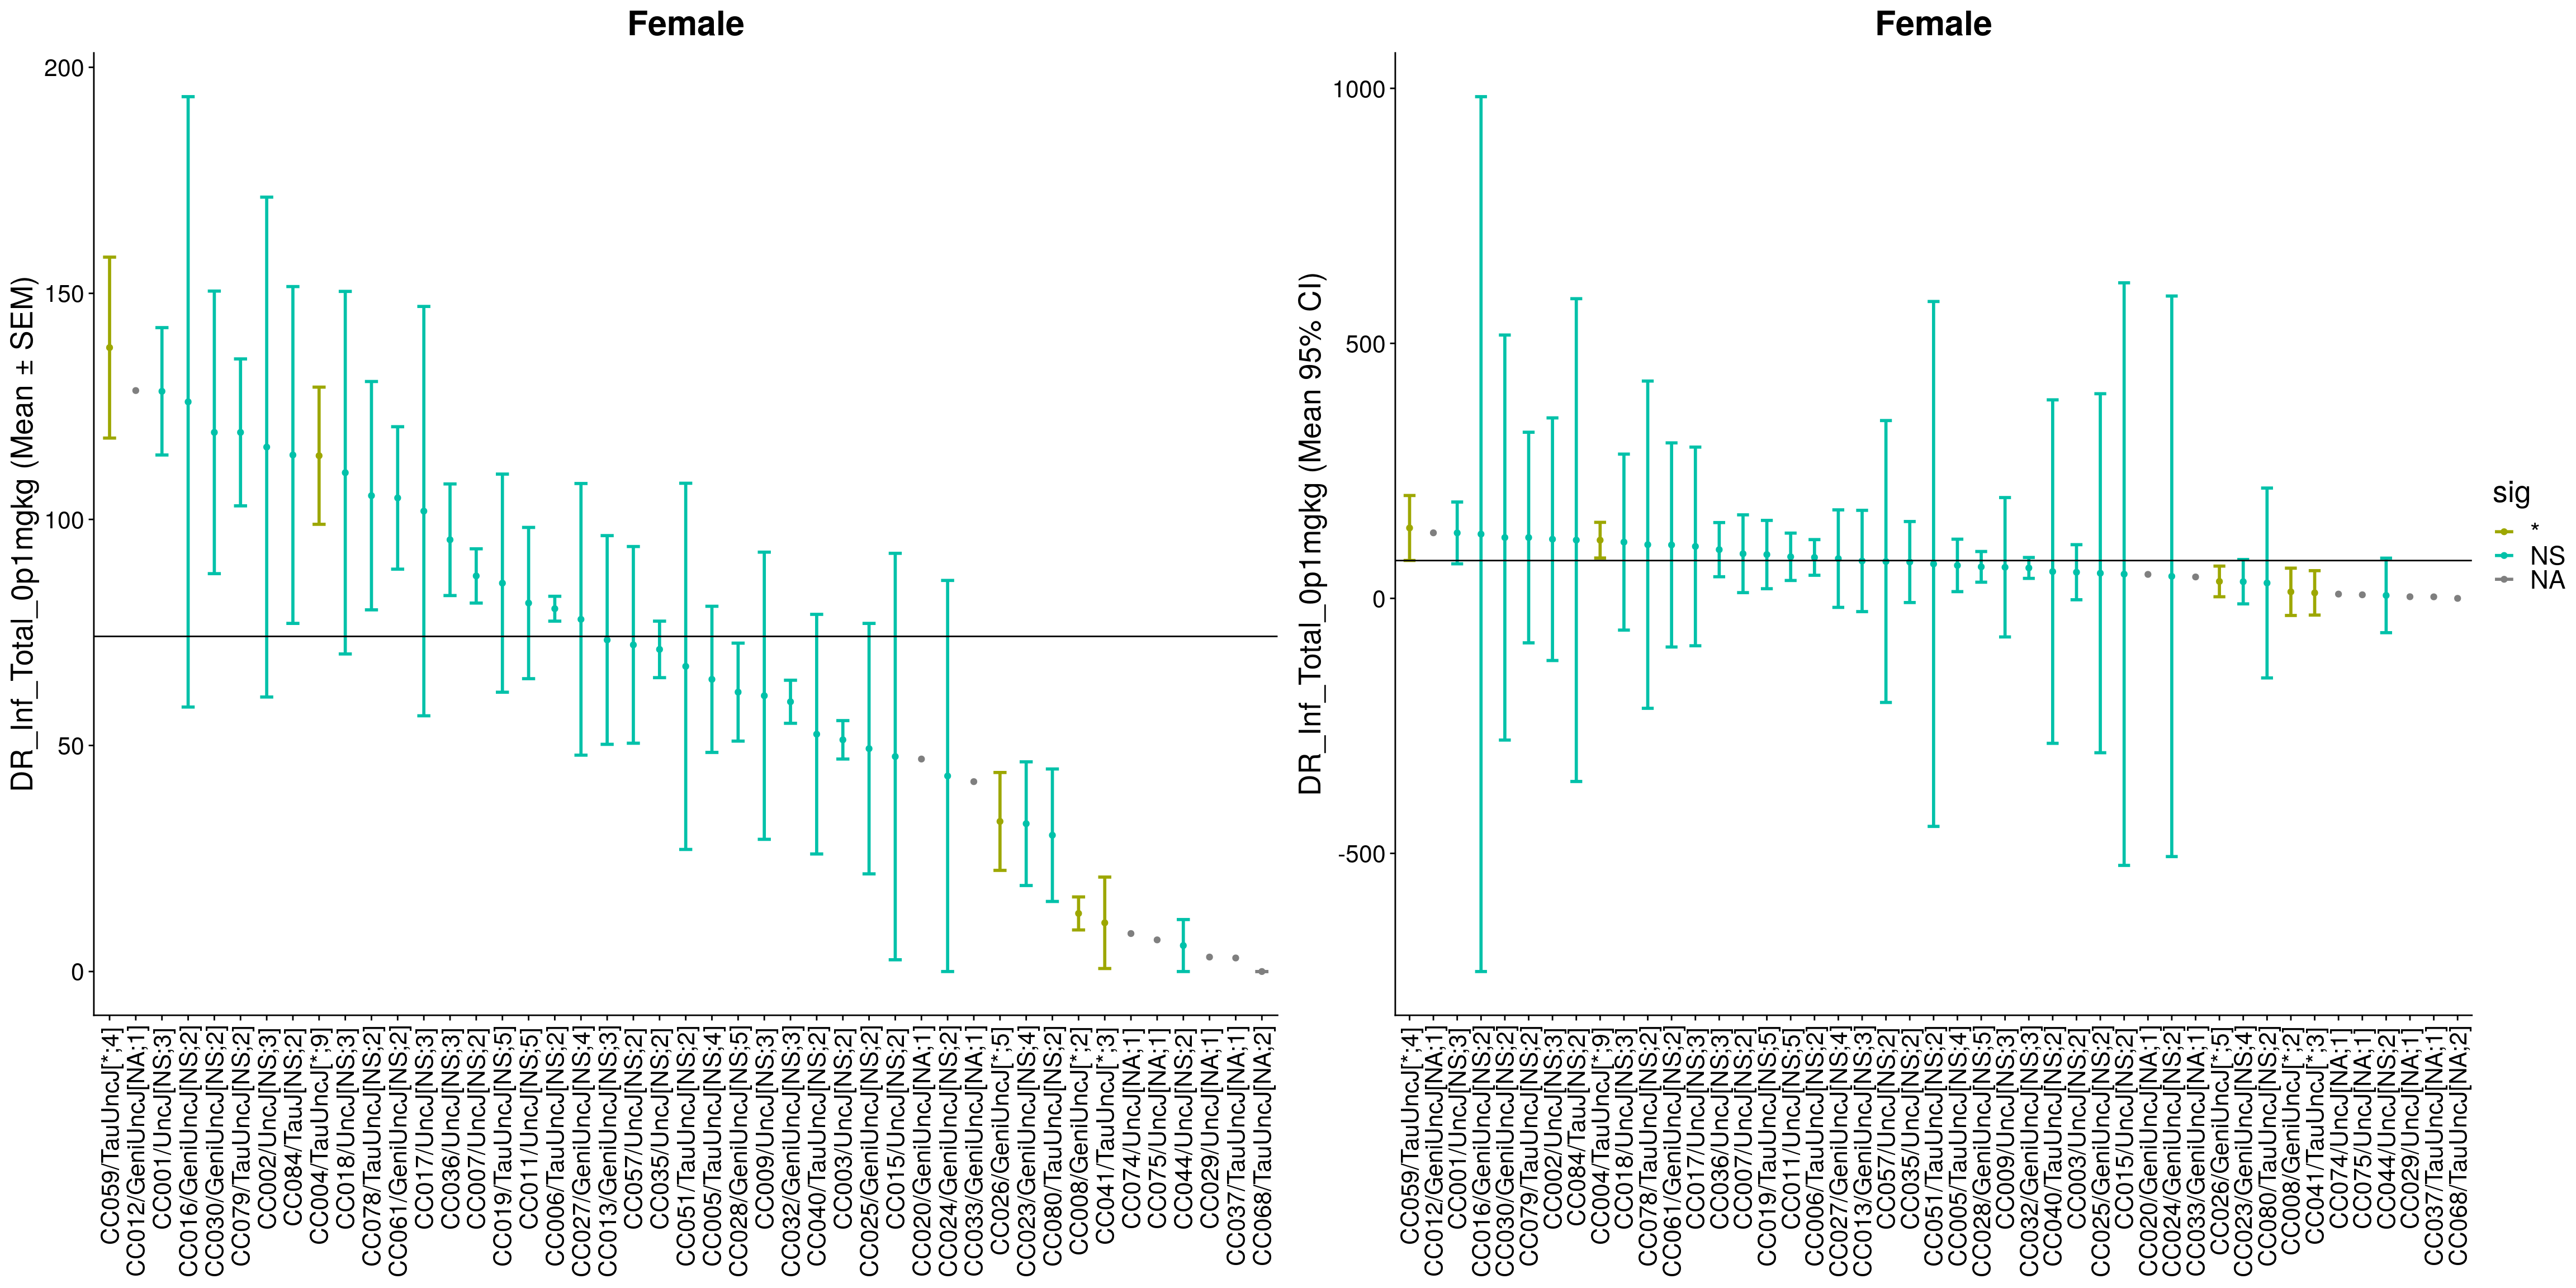 Female
DR_Inf_Total_0p1mgkg (Mean ± SEM)
200
150
100
50
0
CC059/TauUncJ[*;4]
CC012/GeniUncJ[NA;1]
CC001/UncJ[NS;3]
CC016/GeniUncJ[NS;2]
CC030/GeniUncJ[NS;2]
CC079/TauUncJ[NS;2]
CC002/UncJ[NS;3]
CC084/TauJ[NS;2]
CC004/TauUncJ[*;9]
CC018/UncJ[NS;3]
CC078/TauUncJ[NS;2]
CC061/GeniUncJ[NS;2]
CC017/UncJ[NS;3]
CC036/UncJ[NS;3]
CC007/UncJ[NS;2]
CC019/TauUncJ[NS;5]
CC011/UncJ[NS;5]
CC006/TauUncJ[NS;2]
CC027/GeniUncJ[NS;4]
CC013/GeniUncJ[NS;3]
CC057/UncJ[NS;2]
CC035/UncJ[NS;2]
CC051/TauUncJ[NS;2]
CC005/TauUncJ[NS;4]
CC028/GeniUncJ[NS;5]
CC009/UncJ[NS;3]
CC032/GeniUncJ[NS;3]
CC040/TauUncJ[NS;2]
CC003/UncJ[NS;2]
CC025/GeniUncJ[NS;2]
CC015/UncJ[NS;2]
CC020/GeniUncJ[NA;1]
CC024/GeniUncJ[NS;2]
CC033/GeniUncJ[NA;1]
CC026/GeniUncJ[*;5]
CC023/GeniUncJ[NS;4]
CC080/TauUncJ[NS;2]
CC008/GeniUncJ[*;2]
CC041/TauUncJ[*;3]
CC074/UncJ[NA;1]
CC075/UncJ[NA;1]
CC044/UncJ[NS;2]
CC029/UncJ[NA;1]
CC037/TauUncJ[NA;1]
CC068/TauUncJ[NA;2]
Female
DR_Inf_Total_0p1mgkg (Mean 95% CI)
1000
500
0
-500
CC059/TauUncJ[*;4]
CC012/GeniUncJ[NA;1]
CC001/UncJ[NS;3]
CC016/GeniUncJ[NS;2]
CC030/GeniUncJ[NS;2]
CC079/TauUncJ[NS;2]
CC002/UncJ[NS;3]
CC084/TauJ[NS;2]
CC004/TauUncJ[*;9]
CC018/UncJ[NS;3]
CC078/TauUncJ[NS;2]
CC061/GeniUncJ[NS;2]
CC017/UncJ[NS;3]
CC036/UncJ[NS;3]
CC007/UncJ[NS;2]
CC019/TauUncJ[NS;5]
CC011/UncJ[NS;5]
CC006/TauUncJ[NS;2]
CC027/GeniUncJ[NS;4]
CC013/GeniUncJ[NS;3]
CC057/UncJ[NS;2]
CC035/UncJ[NS;2]
CC051/TauUncJ[NS;2]
CC005/TauUncJ[NS;4]
CC028/GeniUncJ[NS;5]
CC009/UncJ[NS;3]
CC032/GeniUncJ[NS;3]
CC040/TauUncJ[NS;2]
CC003/UncJ[NS;2]
CC025/GeniUncJ[NS;2]
CC015/UncJ[NS;2]
CC020/GeniUncJ[NA;1]
CC024/GeniUncJ[NS;2]
CC033/GeniUncJ[NA;1]
CC026/GeniUncJ[*;5]
CC023/GeniUncJ[NS;4]
CC080/TauUncJ[NS;2]
CC008/GeniUncJ[*;2]
CC041/TauUncJ[*;3]
CC074/UncJ[NA;1]
CC075/UncJ[NA;1]
CC044/UncJ[NS;2]
CC029/UncJ[NA;1]
CC037/TauUncJ[NA;1]
CC068/TauUncJ[NA;2]
sig
*
NS
NA